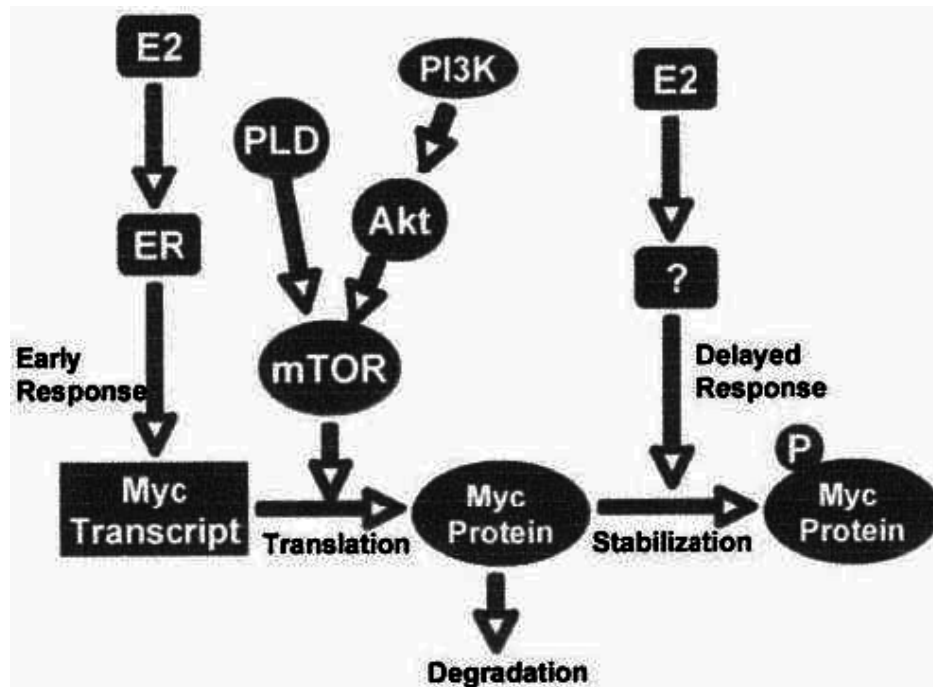 E2
PI3K
E2
PLD
Akt
ER
?
Early
Response
mTOR
Delayed
Response
P
Myc
Transcript
Translation
Myc
Protein
Stabilization
Myc
Protein
Degradation